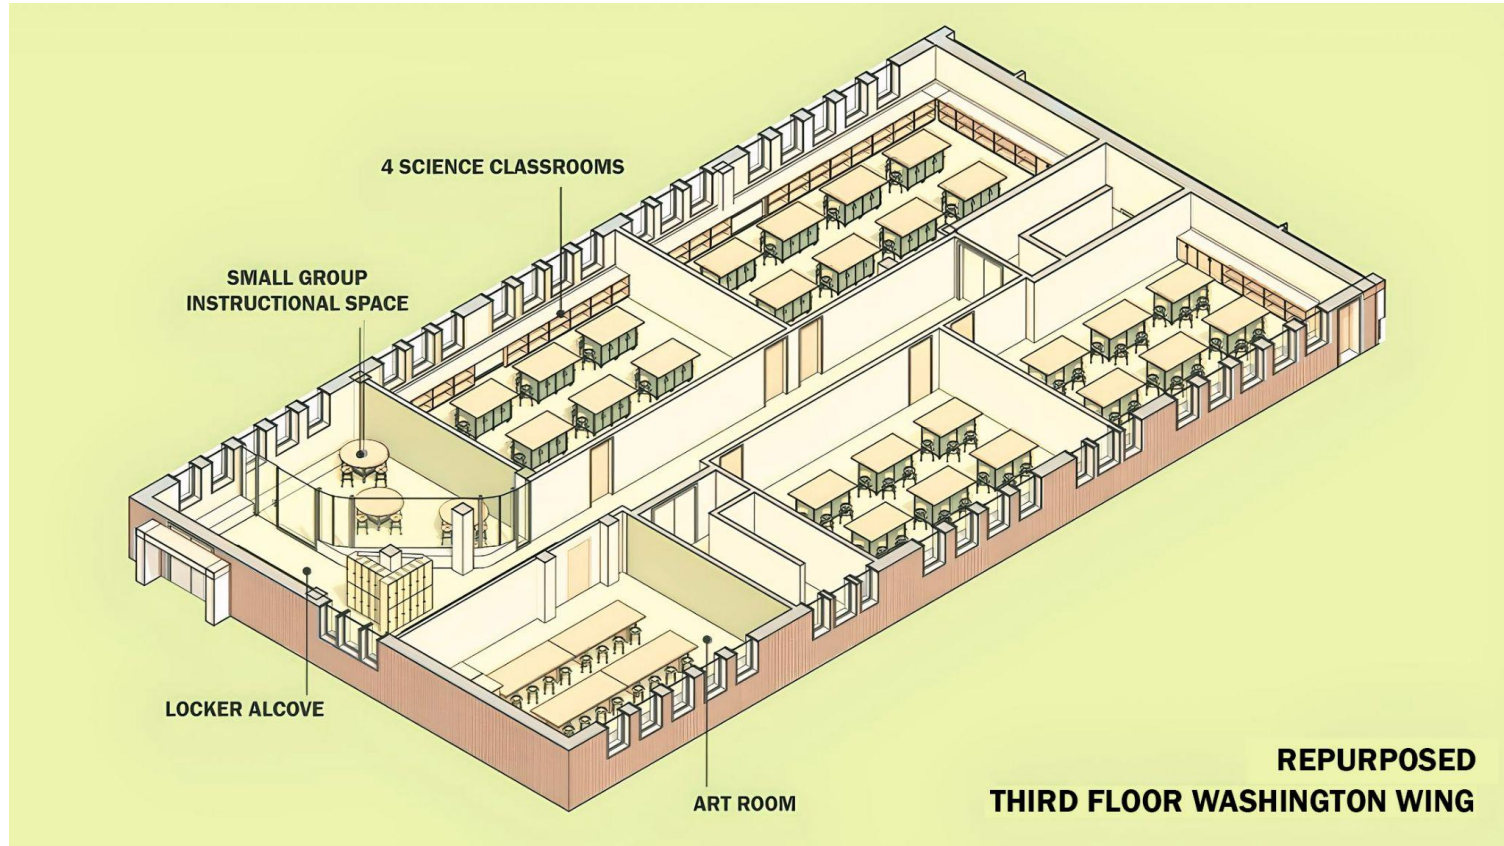 4 SCIENCE CLASSROOMS
SMALL GROUP
INSTRUCTIONAL SPACE
LOCKER ALCOVE
ART ROOM
REPURPOSED
THIRD FLOOR WASHINGTON WING